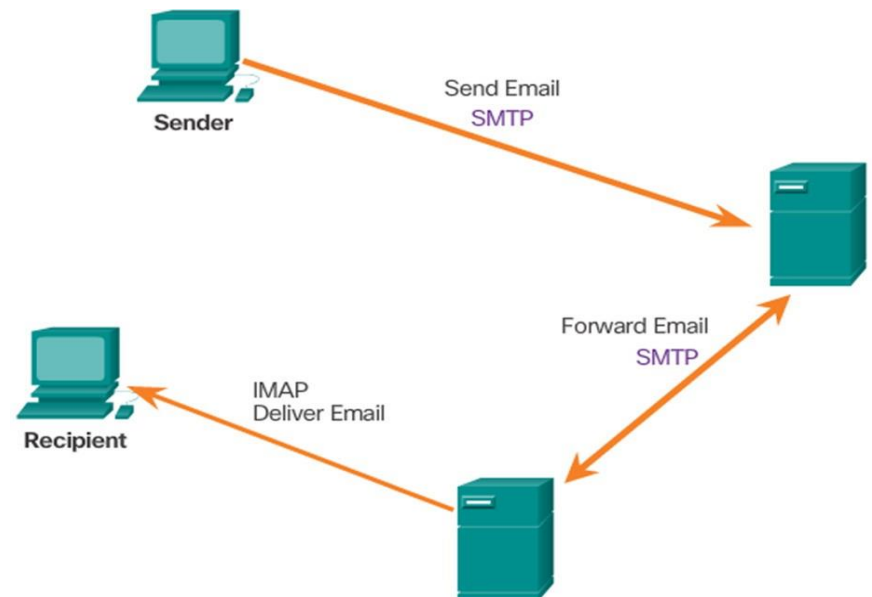 Send Email
SMTP
Sender
Forward Email
SMTP
IMAP
Deliver Email
Recipient